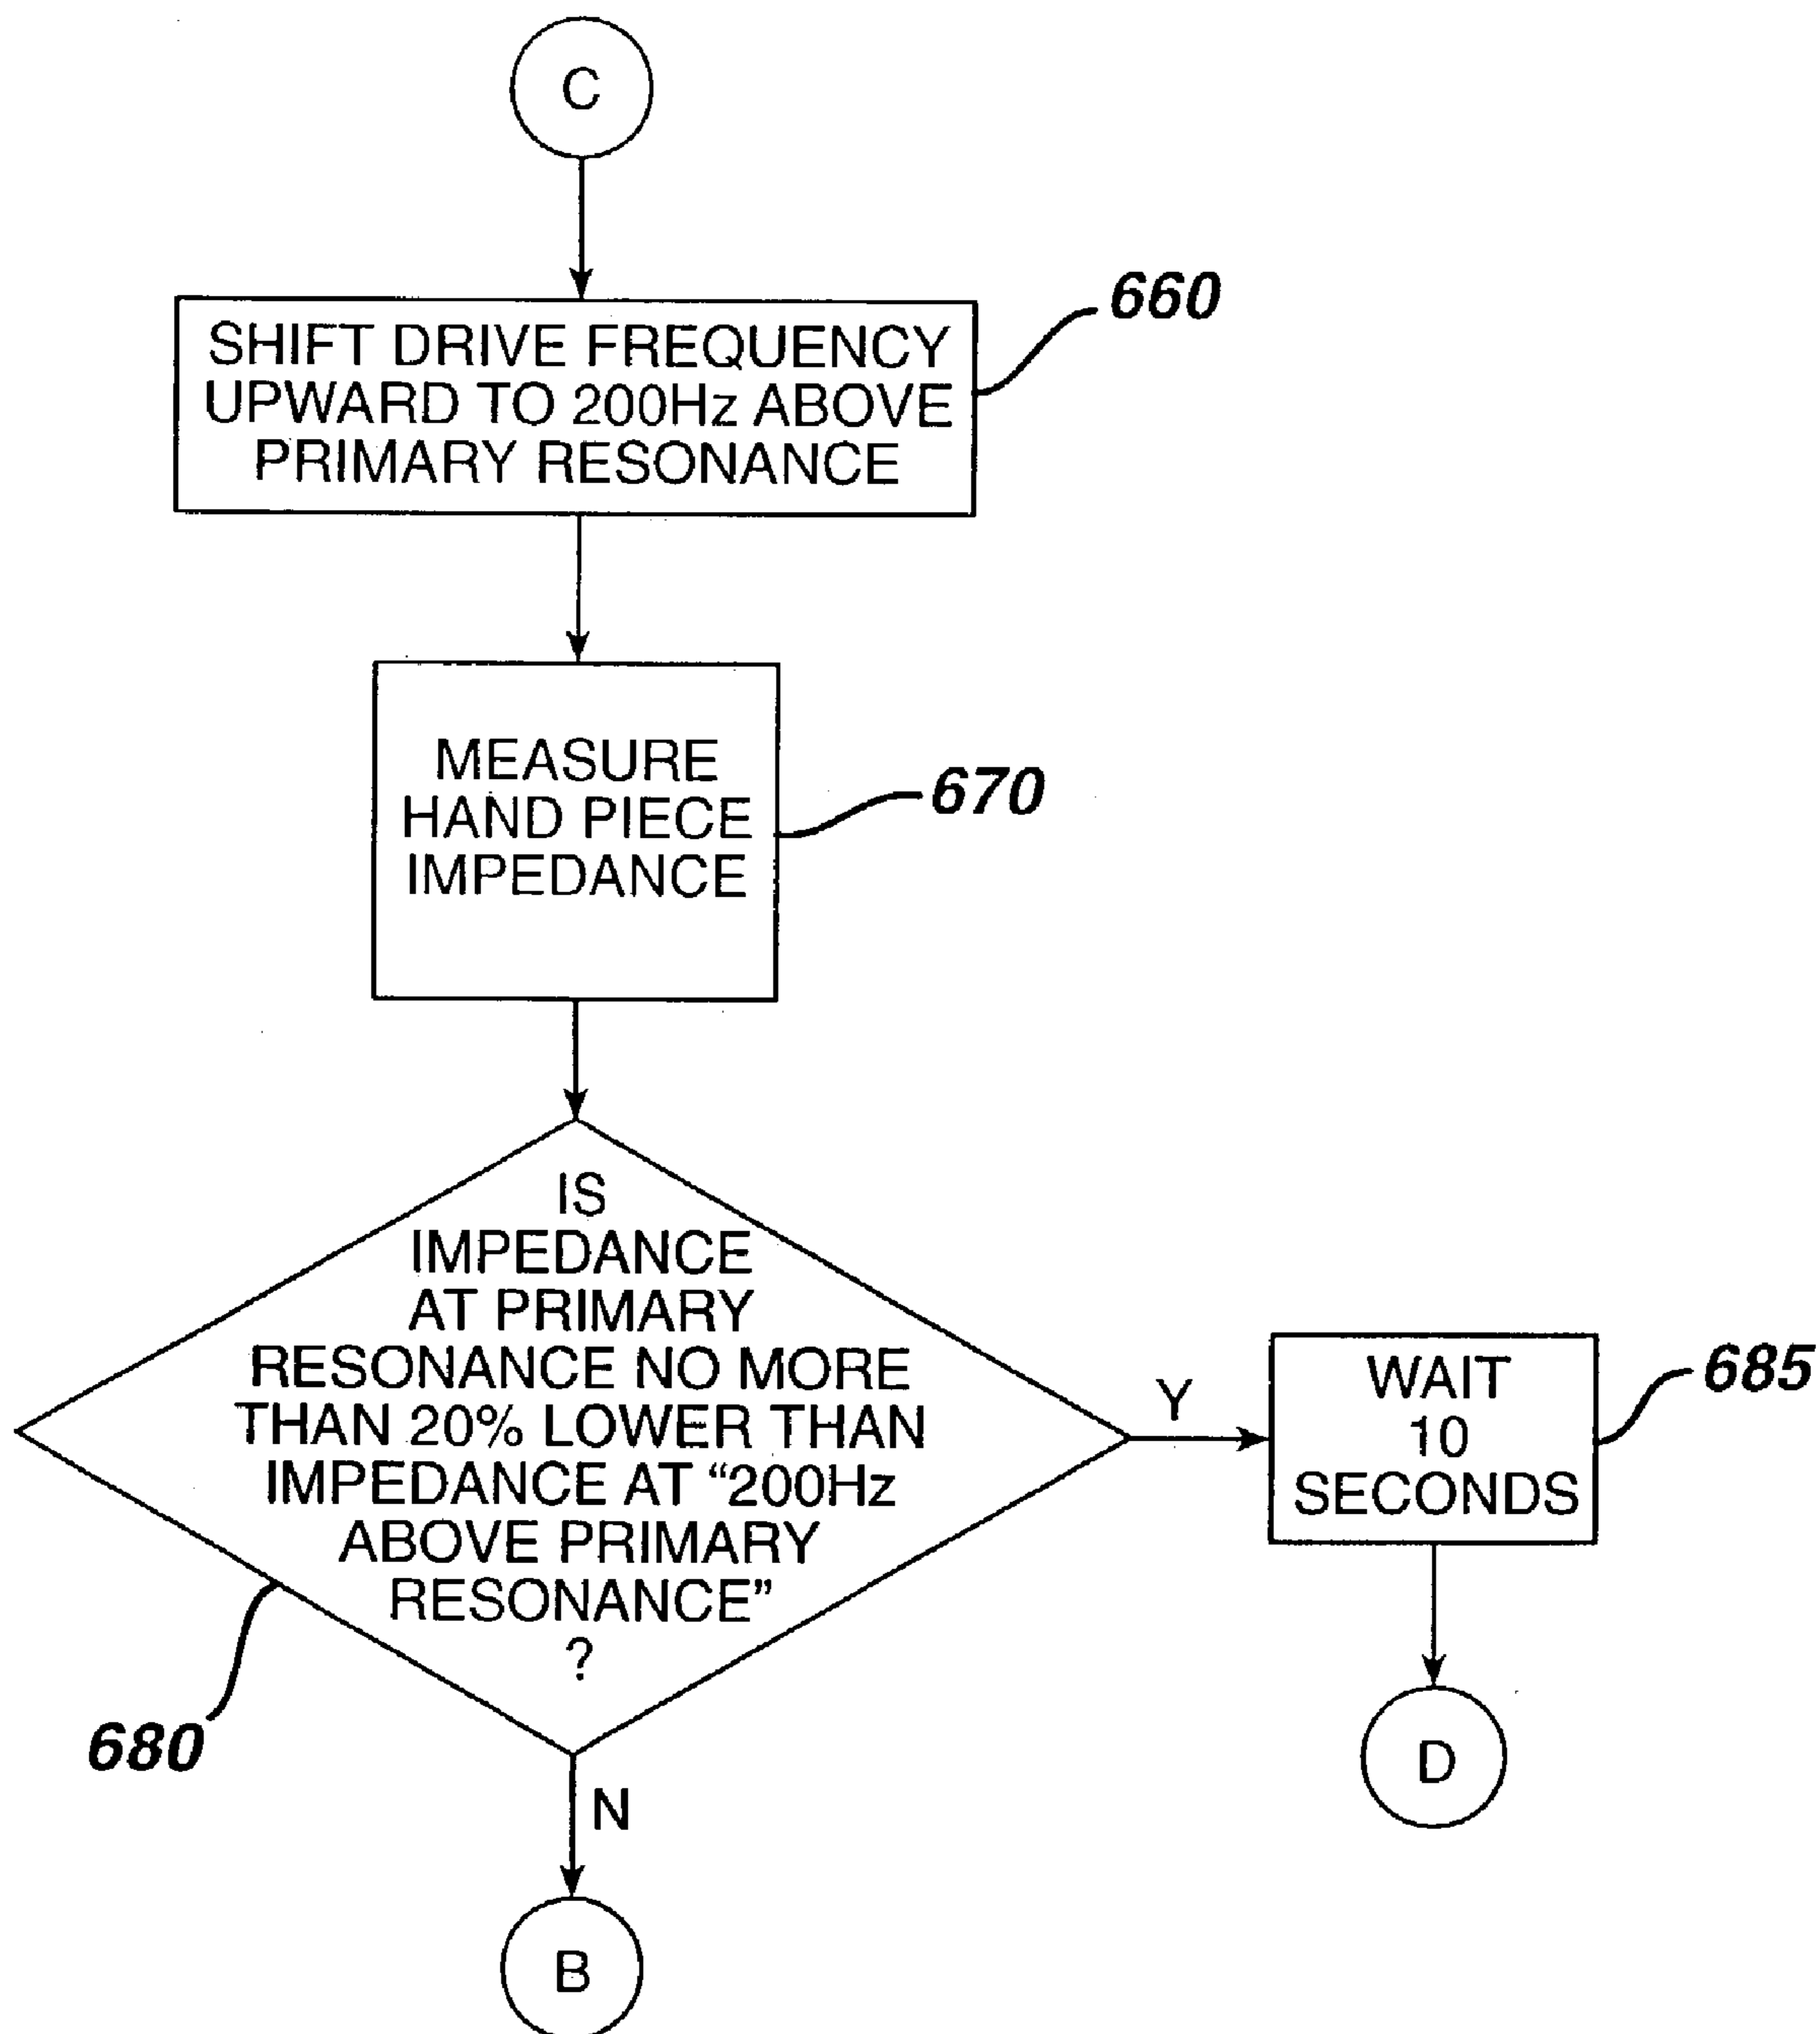 C
SHIFT DRIVE FREQUENCY
UPWARD TO 200Hz ABOVE
PRIMARY RESONANCE
660
MEASURE
HAND PIECE
IMPEDANCE
670
IS
IMPEDANCE
AT PRIMARY
RESONANCE NO MORE
THAN 20% LOWER THAN
IMPEDANCE AT “200Hz
ABOVE PRIMARY
RESONANCE”
?
680
Y
WAIT
10
SECONDS
685
D
N
B